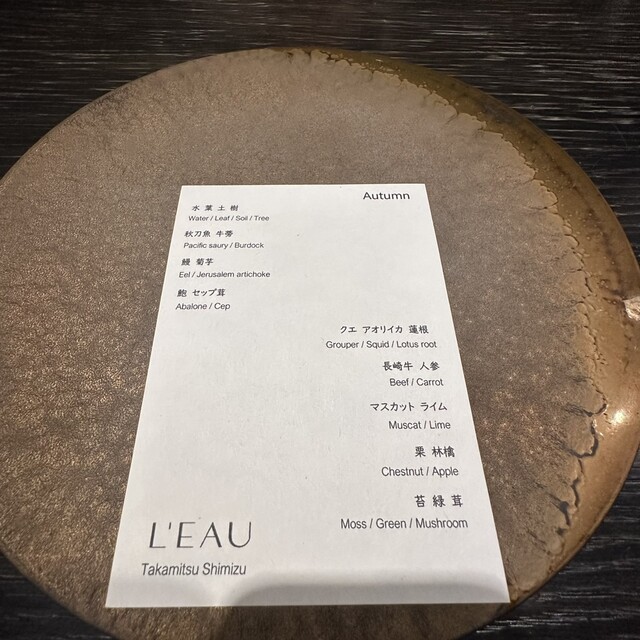 Autumn
水 葉 土 樹
Water / Leaf / Soil / Tree
秋刀魚 牛蒡
Pacific saury / Burdock
鰻 菊芋
Eel / Jerusalem artichoke
鮑 セップ茸
Abalone / Cep
クエ アオリイカ 蓮根
Grouper / Squid / Lotus root
長崎牛 人参
Beef / Carrot
マスカット ライム
Muscat / Lime
栗 林檎
Chestnut / Apple
苔 緑 茸
Moss / Green / Mushroom
L'EAU
Takamitsu Shimizu